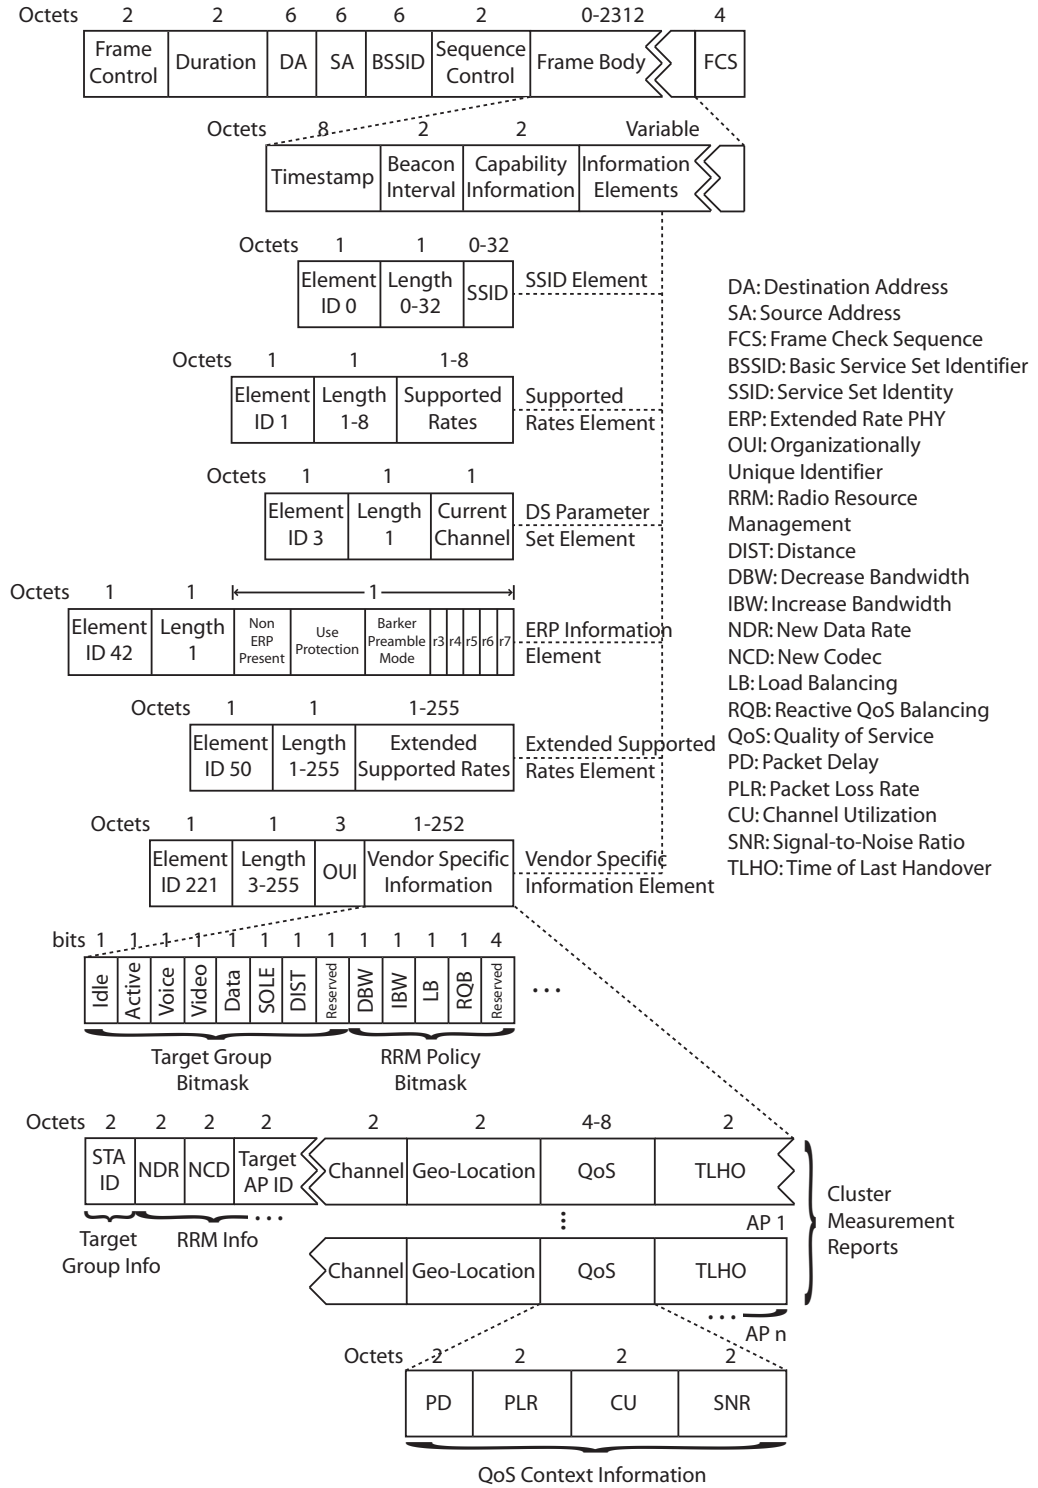 Octets 2 2 6 6 6 2 0-2312 4
Frame Control Duration DA SA BSSID Sequence Control Frame Body FCS
Octets 8 2 2 Variable
Timestamp Beacon Interval Capability Information Information Elements
Octets 1 1 0-32
Element ID 0 Length 0-32 SSID SSID Element
Octets 1 1 1-8
Element ID 1 Length 1-8 Supported Rates Supported Rates Element
Octets 1 1 1
Element ID 3 Length 1 Current Channel DS Parameter Set Element
Octets 1 1 1
Element ID 42 Length 1 Non ERP Present Use Protection Barker Preamble Mode r3 r4 r5 r6 r7 ERP Information Element
Octets 1 1 1-255
Element ID 50 Length 1-255 Extended Supported Rates Extended Supported Rates Element
Octets 1 1 3 1-252
Element ID 221 Length 3-255 OUI Vendor Specific Information Vendor Specific Information Element
DA: Destination Address
SA: Source Address
FCS: Frame Check Sequence
BSSID: Basic Service Set Identifier
SSID: Service Set Identity
ERP: Extended Rate PHY
OUI: Organizationally
Unique Identifier
RRM: Radio Resource
Management
DIST: Distance
DBW: Decrease Bandwidth
IBW: Increase Bandwidth
NDR: New Data Rate
NCD: New Codec
LB: Load Balancing
RQB: Reactive QoS Balancing
QoS: Quality of Service
PD: Packet Delay
PLR: Packet Loss Rate
CU: Channel Utilization
SNR: Signal-to-Noise Ratio
TLHO: Time of Last Handover
bits 1 1 1 1 1 1 1 1 1 1 1 1 4
Idle Active Voice Video Data SOLE DIST Reserved DBW IBW LB RQB Reserved ...
Target Group Bitmask RRM Policy Bitmask
Octets 2 2 2 2 2 2 4-8 2
STA ID NDR NCD Target AP ID Channel Geo-Location QoS TLHO
Target Group Info RRM Info ... AP 1
Cluster
Measurement
Reports
Channel Geo-Location QoS TLHO
... AP n
Octets 2 2 2 2
PD PLR CU SNR
QoS Context Information